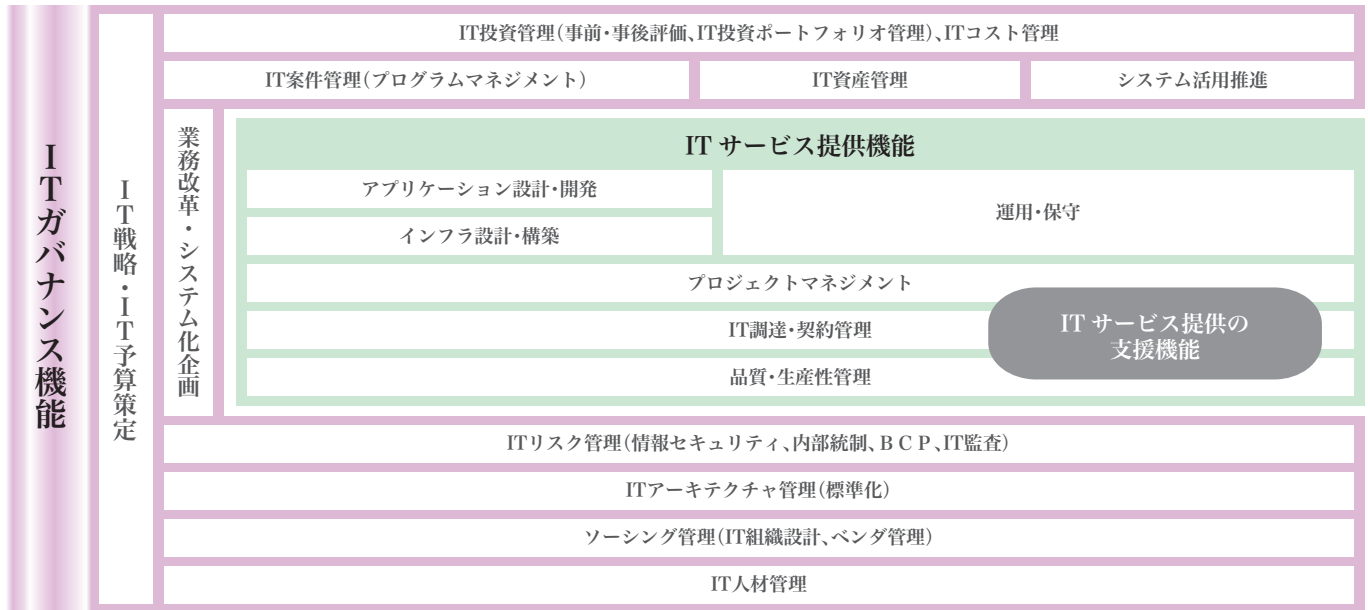 ITガバナンス機能
IT戦略・IT予算策定
IT投資管理(事前・事後評価、IT投資ポートフォリオ管理)、ITコスト管理
IT案件管理(プログラムマネジメント)
IT資産管理
システム活用推進
業務改革・システム化企画
IT サービス提供機能
アプリケーション設計・開発
インフラ設計・構築
運用・保守
プロジェクトマネジメント
IT調達・契約管理
品質・生産性管理
IT サービス提供の
支援機能
ITリスク管理(情報セキュリティ、内部統制、ＢＣＰ、IT監査)
ITアーキテクチャ管理(標準化)
ソーシング管理(IT組織設計、ベンダ管理)
IT人材管理